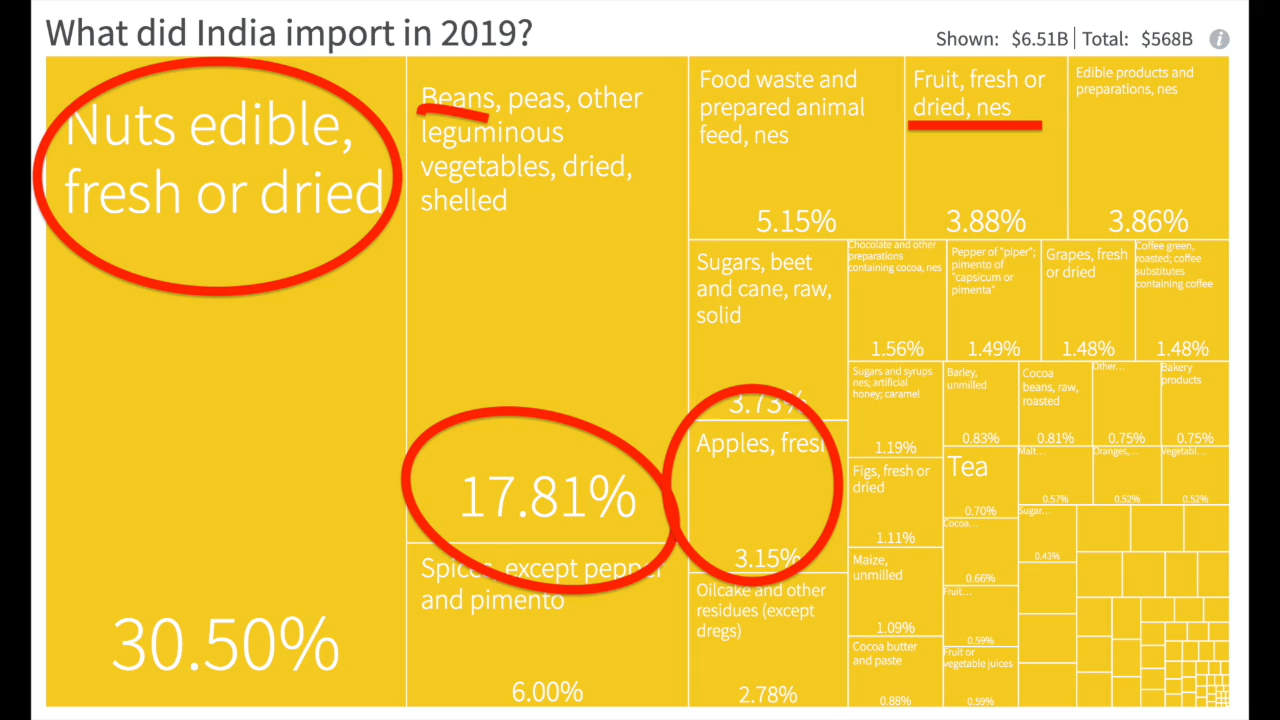 What did India import in 2019?
Shown: $6.51B | Total: $568B
Nuts edible,
fresh or dried
30.50%
Beans, peas, other
leguminous
vegetables, dried,
shelled
17.81%
Spices, except pepper
and pimento
6.00%
Food waste and
prepared animal
feed, nes
5.15%
Fruit, fresh or
dried, nes
3.88%
Edible products and
preparations, nes
3.86%
Sugars, beet
and cane, raw,
solid
3.73%
Apples, fresh
3.15%
Oilcake and other
residues (except
dregs)
2.78%
Chocolate and other
preparations
containing cocoa, nes
1.56%
Pepper of "piper";
pimento of
"capsicum or
pimenta"
1.49%
Grapes, fresh
or dried
1.48%
Coffee green,
roasted; coffee
substitutes
containing coffee
1.48%
Sugars and syrups
nes; artificial
honey; caramel
1.19%
Figs, fresh or
dried
1.11%
Maize,
unmilled
1.09%
Cocoa butter
and paste
0.88%
Barley,
unmilled
0.83%
Cocoa
beans, raw,
roasted
0.81%
Other...
0.75%
Bakery
products
0.75%
Tea
0.70%
Cocoa...
0.66%
Fruit...
0.59%
Fruit or
vegetable juices
0.59%
Malt...
0.57%
Oranges,...
0.52%
Vegetabl...
0.52%
Sugar...
0.43%